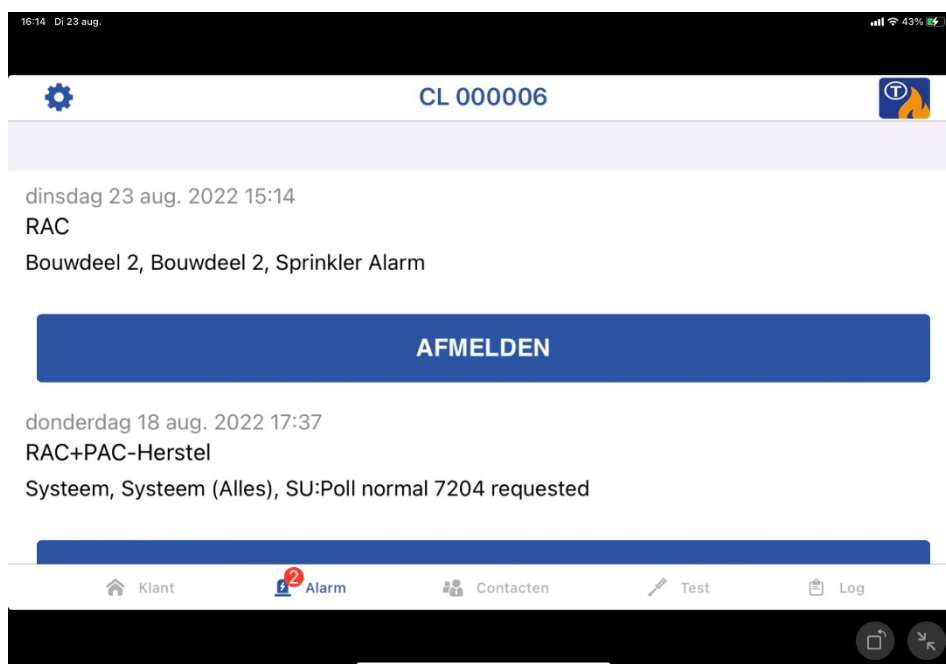 16:14 Di 23 aug.
43%
CL 000006
T
dinsdag 23 aug. 2022 15:14
RAC
Bouwdeel 2, Bouwdeel 2, Sprinkler Alarm
AFMELDEN
donderdag 18 aug. 2022 17:37
RAC+PAC-Herstel
Systeem, Systeem (Alles), SU:Poll normal 7204 requested
Klant
2
Alarm
Contacten
Test
Log